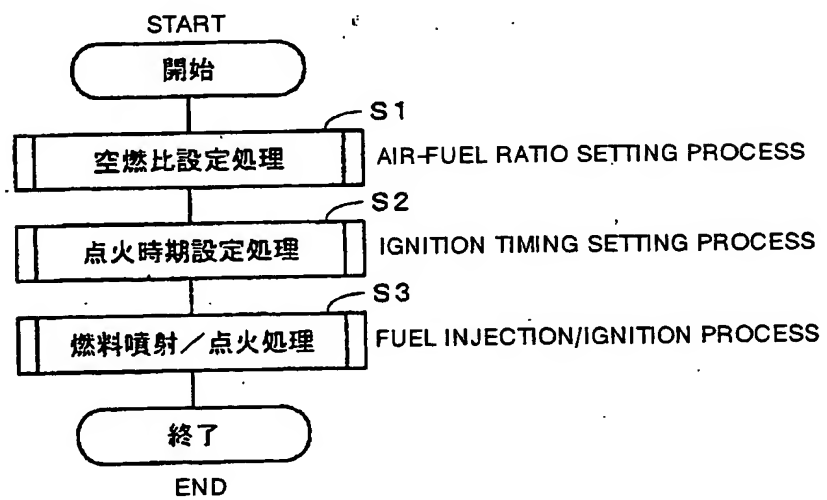 START
開始
S1
空燃比設定処理 AIR-FUEL RATIO SETTING PROCESS
S2
点火時期設定処理 IGNITION TIMING SETTING PROCESS
S3
燃料噴射／点火処理 FUEL INJECTION/IGNITION PROCESS
終了
END